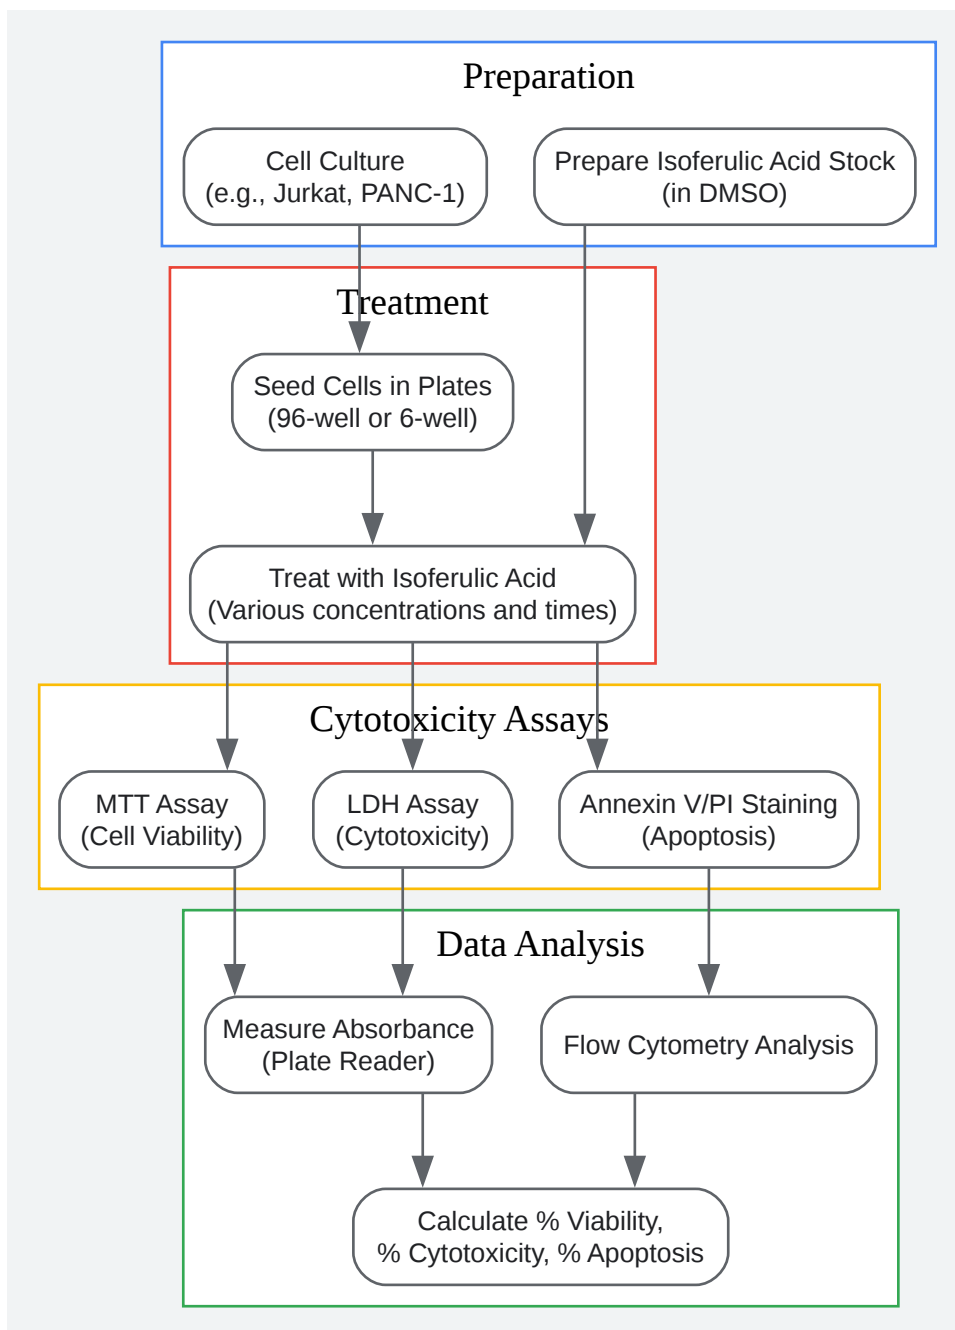 Preparation
Cell Culture
(e.g., Jurkat, PANC-1)
Prepare Isoferulic Acid Stock
(in DMSO)
Treatment
Seed Cells in Plates
(96-well or 6-well)
Treat with Isoferulic Acid
(Various concentrations and times)
Cytotoxicity Assays
MTT Assay
(Cell Viability)
LDH Assay
(Cytotoxicity)
Annexin V/PI Staining
(Apoptosis)
Data Analysis
Measure Absorbance
(Plate Reader)
Flow Cytometry Analysis
Calculate % Viability,
% Cytotoxicity, % Apoptosis